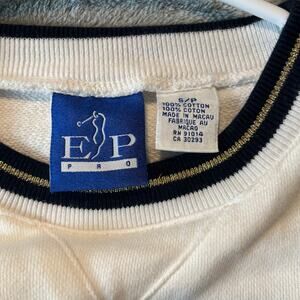 EP
PRO
S/P
100% COTTON
100% COTON
MADE IN MACAU
FABRIQUE AU
MACAO
RN 91014
CA 30293